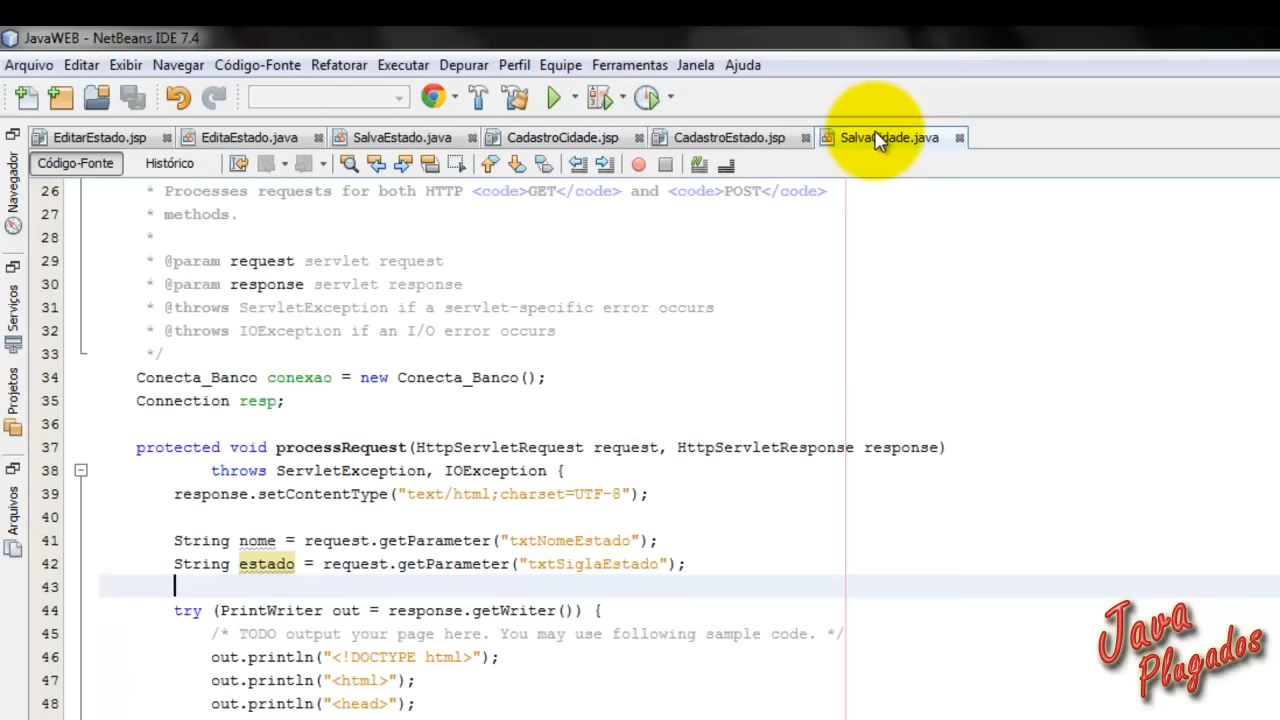 JavaWEB - NetBeans IDE 7.4
Arquivo Editar Exibir Navegar Código-Fonte Refatorar Executar Depurar Perfil Equipe Ferramentas Janela Ajuda
EditarEstado.jsp EditaEstado.java SalvaEstado.java CadastroCidade.jsp CadastroEstado.jsp SalvaCidade.java
Código-Fonte Histórico
Navegador
Serviços
Projetos
Arquivos
26 * Processes requests for both HTTP <code>GET</code> and <code>POST</code>
27 * methods.
28 *
29 * @param request servlet request
30 * @param response servlet response
31 * @throws ServletException if a servlet-specific error occurs
32 * @throws IOException if an I/O error occurs
33 */
34 Conecta_Banco conexao = new Conecta_Banco();
35 Connection resp;
36
37 protected void processRequest(HttpServletRequest request, HttpServletResponse response)
38 throws ServletException, IOException {
39 response.setContentType("text/html;charset=UTF-8");
40
41 String nome = request.getParameter("txtNomeEstado");
42 String estado = request.getParameter("txtSiglaEstado");
43
44 try (PrintWriter out = response.getWriter()) {
45 /* TODO output your page here. You may use following sample code. */
46 out.println("<!DOCTYPE html>");
47 out.println("<html>");
48 out.println("<head>");
Java
Plugados